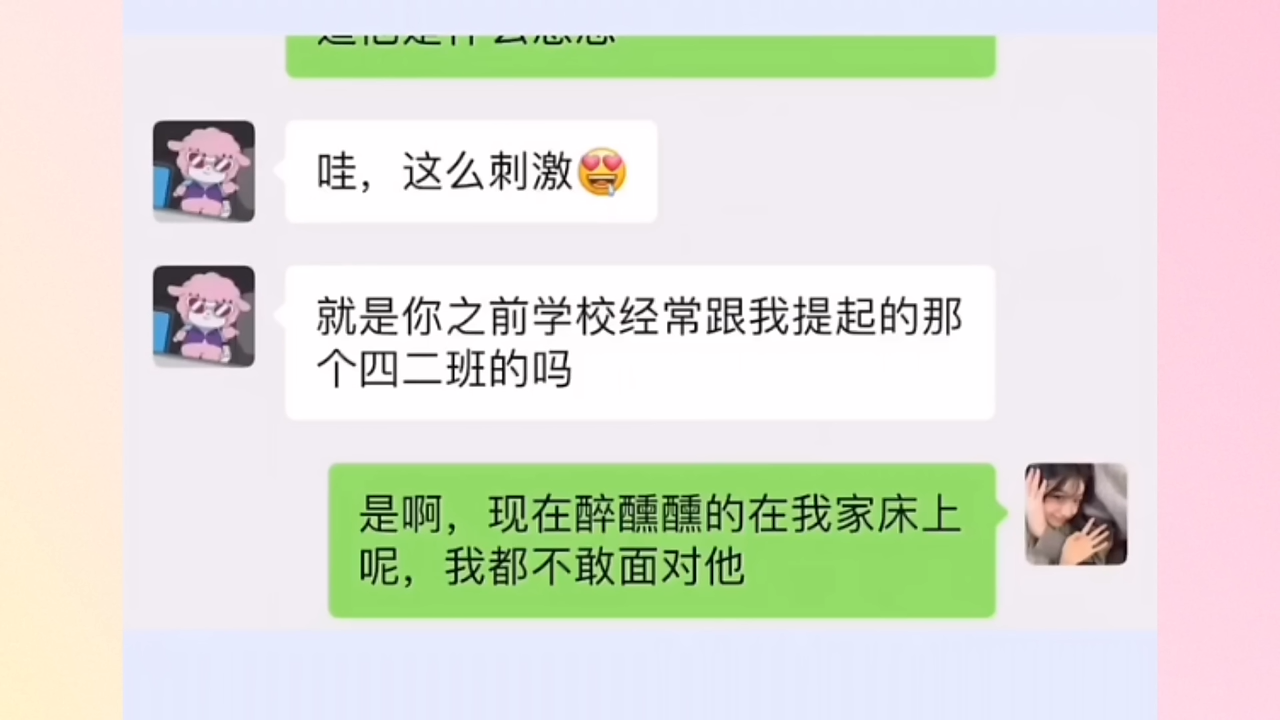 哇，这么刺激
就是你之前学校经常跟我提起的那
个四二班的吗
是啊，现在醉醺醺的在我家床上
呢，我都不敢面对他